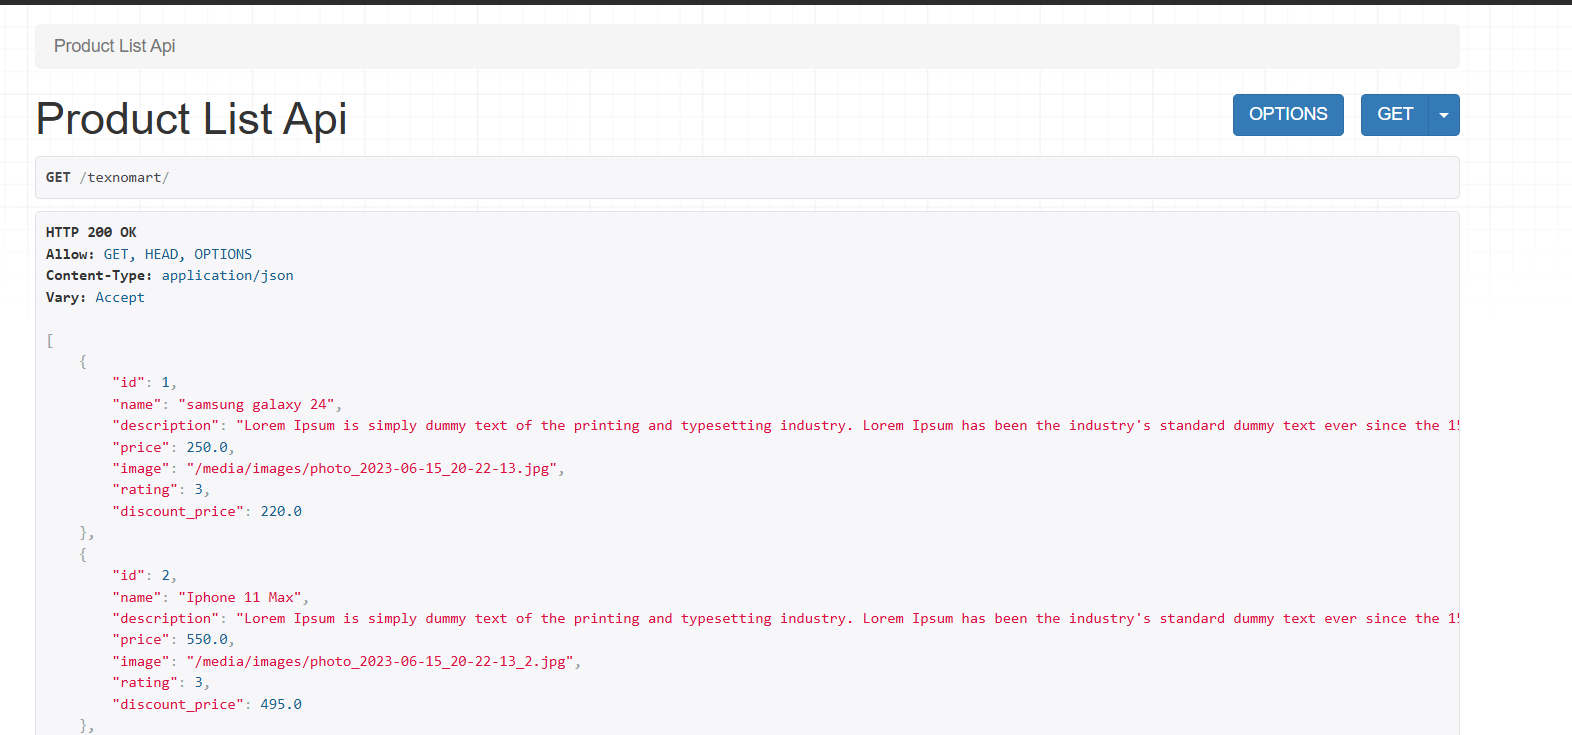 Product List Api
Product List Api
OPTIONS GET
GET /texnomart/
HTTP 200 OK
Allow: GET, HEAD, OPTIONS
Content-Type: application/json
Vary: Accept
[
{
"id": 1,
"name": "samsung galaxy 24",
"description": "Lorem Ipsum is simply dummy text of the printing and typesetting industry. Lorem Ipsum has been the industry's standard dummy text ever since the
"price": 250.0,
"image": "/media/images/photo_2023-06-15_20-22-13.jpg",
"rating": 3,
"discount_price": 220.0
},
{
"id": 2,
"name": "Iphone 11 Max",
"description": "Lorem Ipsum is simply dummy text of the printing and typesetting industry. Lorem Ipsum has been the industry's standard dummy text ever since the
"price": 550.0,
"image": "/media/images/photo_2023-06-15_20-22-13_2.jpg",
"rating": 3,
"discount_price": 495.0
},